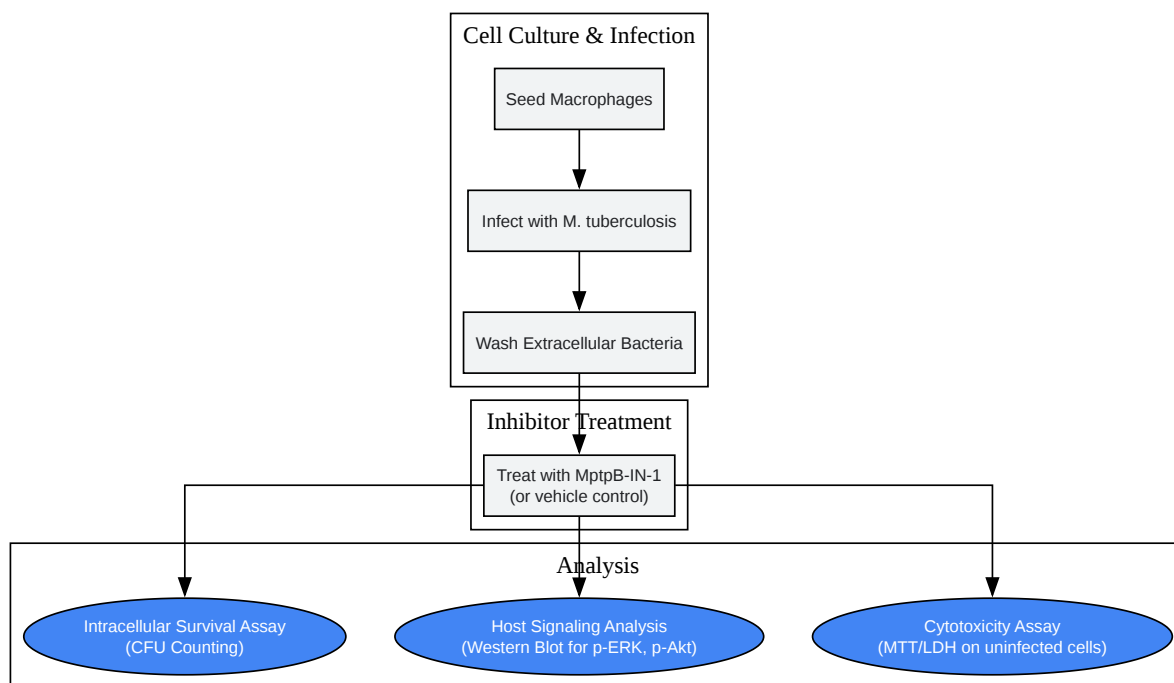 Cell Culture & Infection
Seed Macrophages
Infect with M. tuberculosis
Wash Extracellular Bacteria
Inhibitor Treatment
Treat with MptpB-IN-1
(or vehicle control)
Analysis
Intracellular Survival Assay
(CFU Counting)
Host Signaling Analysis
(Western Blot for p-ERK, p-Akt)
Cytotoxicity Assay
(MTT/LDH on uninfected cells)